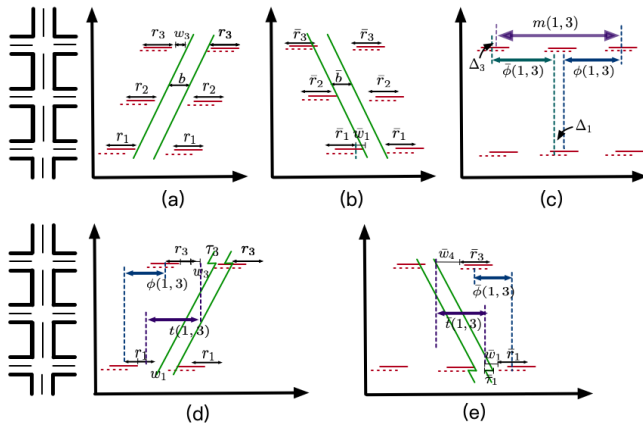 r₃ w₃ r₃
b
r₂ r₂
r₁ r₁
(a)
r̄₃ r̄₃
b̄
r̄₂ r̄₂
r̄₁ w̄₁ r̄₁
(b)
m(1,3)
Δ₃ φ̄(1,3) φ(1,3)
Δ₁
(c)
r₃ τ₃ r₃
w₃
φ(1,3)
t(1,3)
r₁ r₁
w₁
(d)
w̄₄ r̄₃
φ̄(1,3)
t̄(1,3)
w̄₁ r̄₁
τ̄₁
(e)